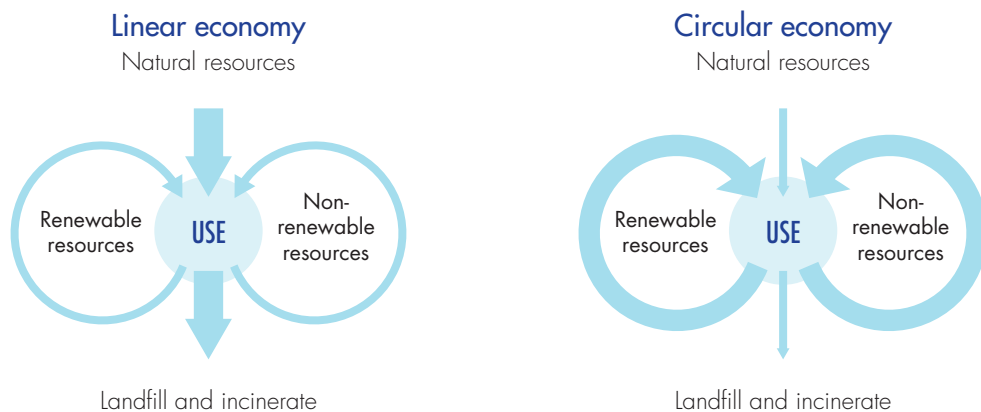 Linear economy
Natural resources
Renewable
resources
USE
Non-
renewable
resources
Landfill and incinerate
Circular economy
Natural resources
Renewable
resources
USE
Non-
renewable
resources
Landfill and incinerate